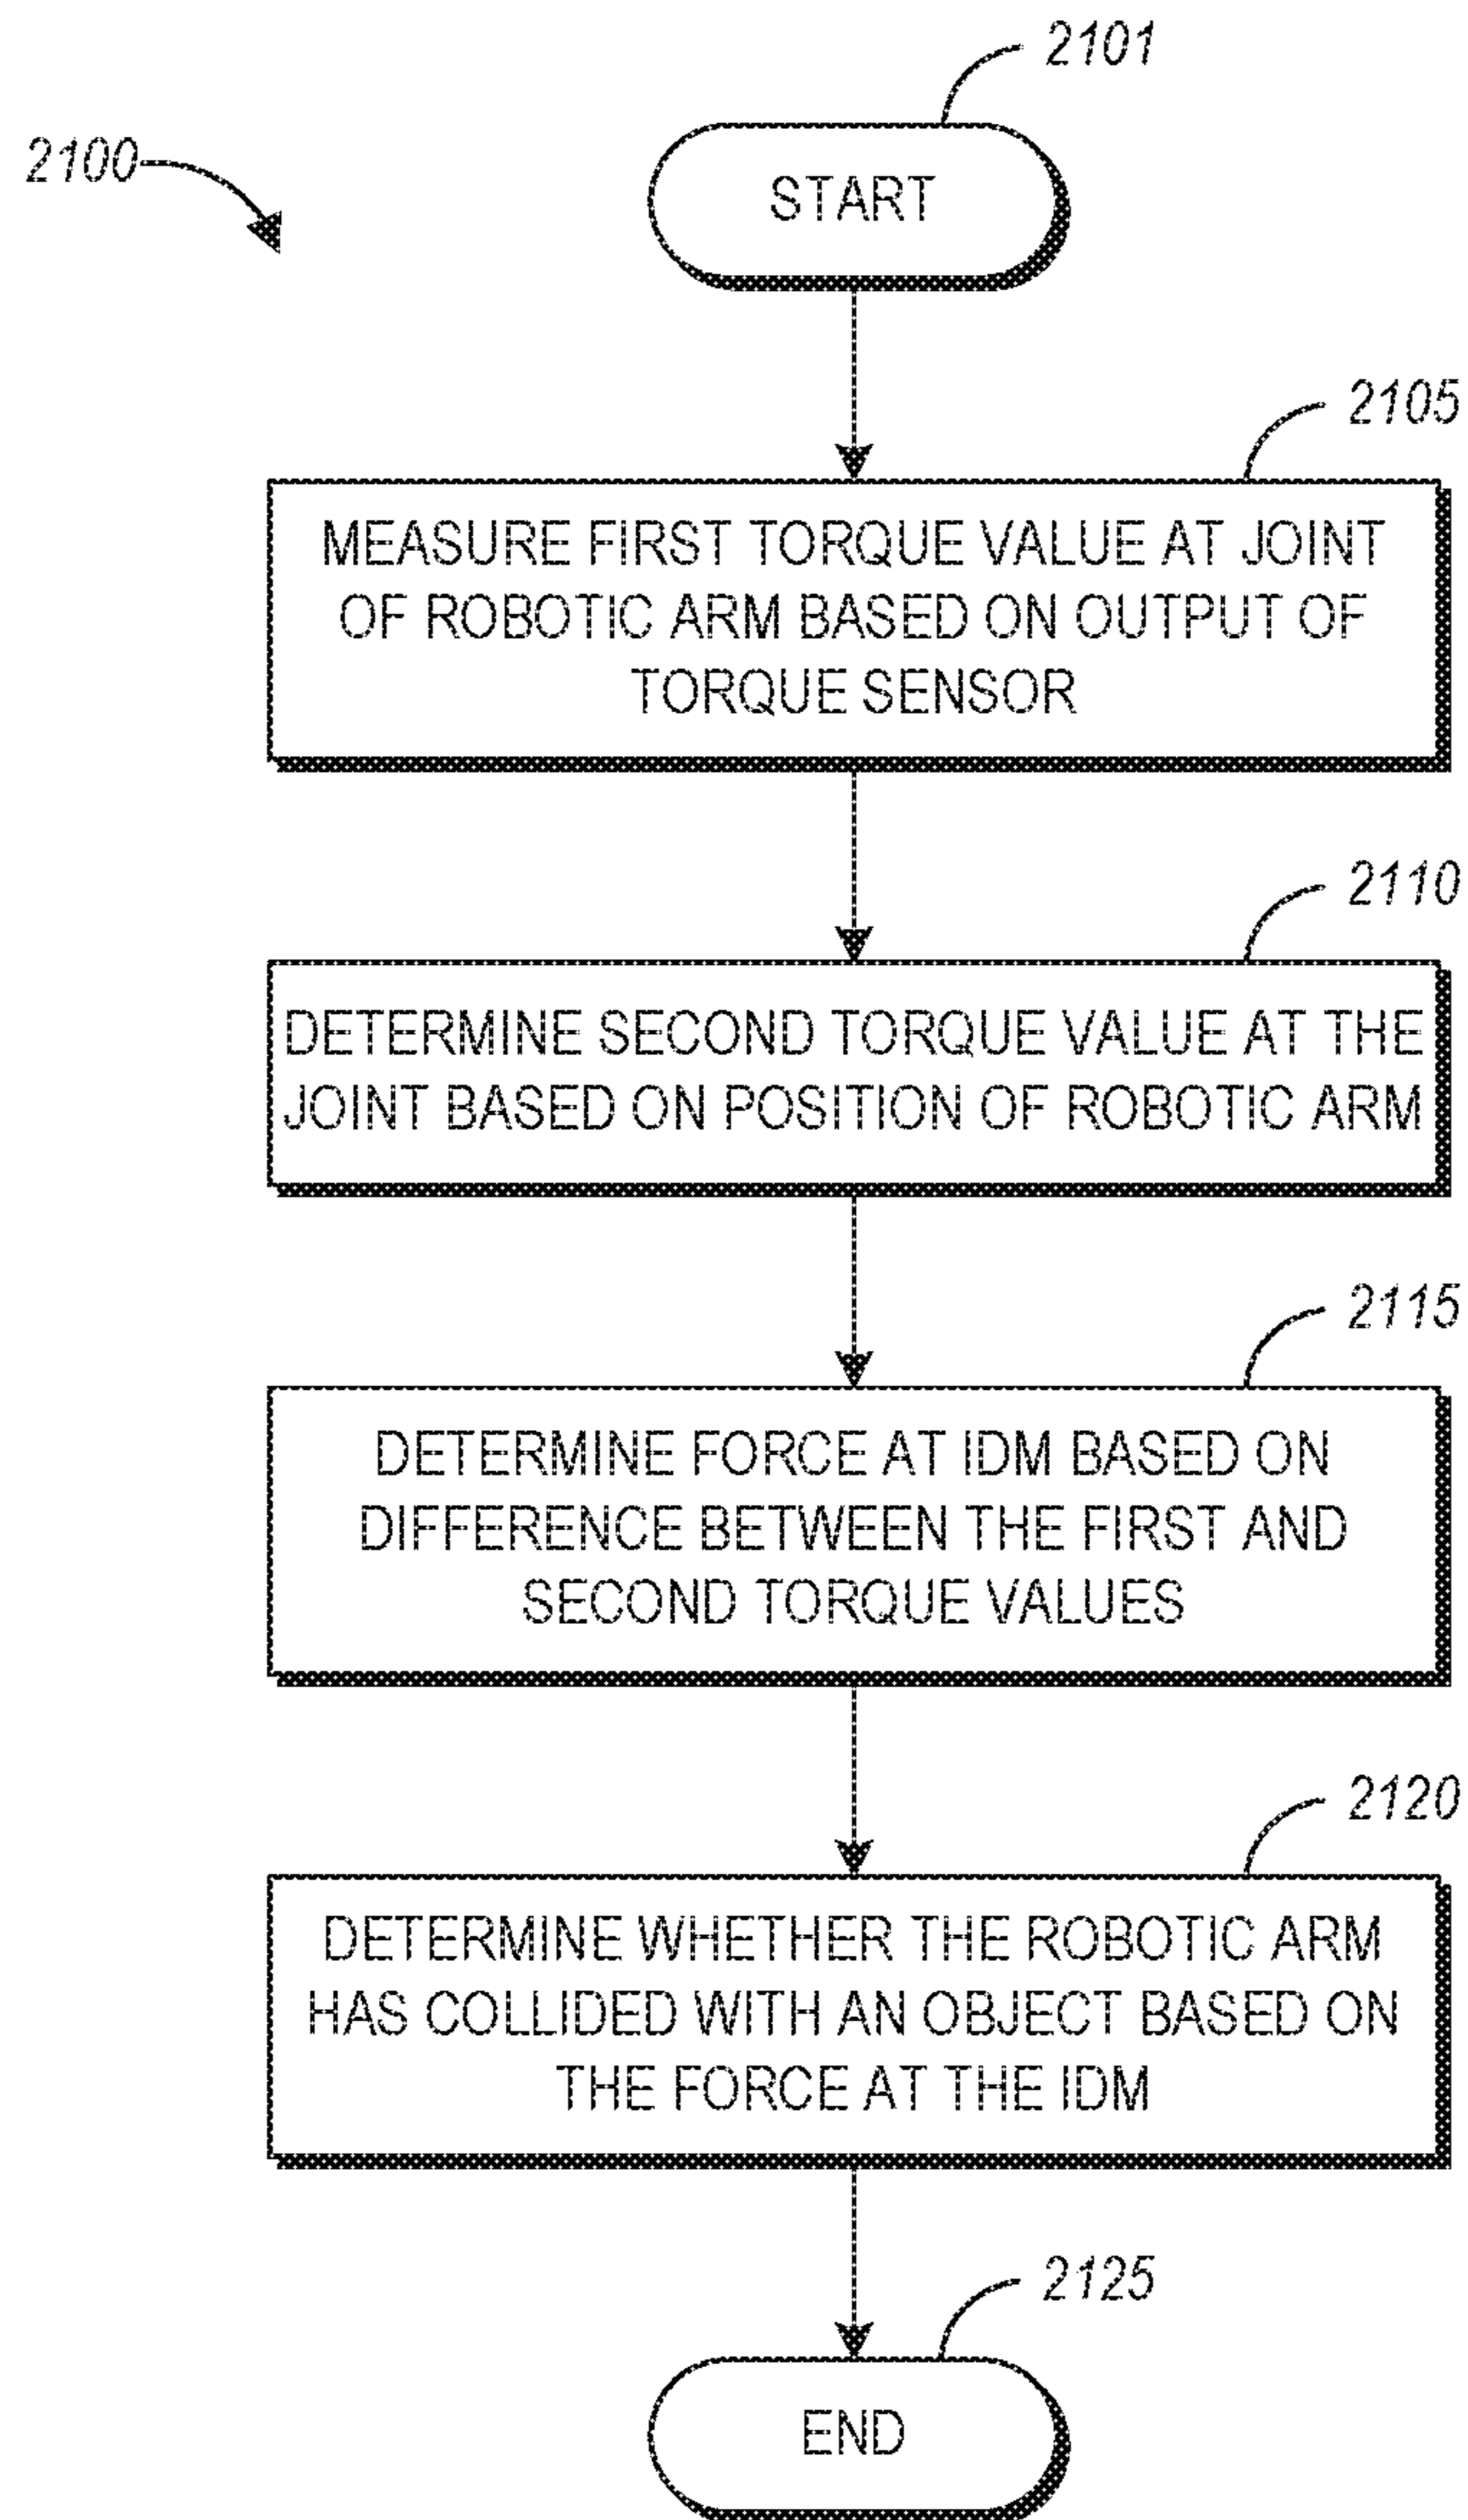 2101
2100
START
2105
MEASURE FIRST TORQUE VALUE AT JOINT
OF ROBOTIC ARM BASED ON OUTPUT OF
TORQUE SENSOR
2110
DETERMINE SECOND TORQUE VALUE AT THE
JOINT BASED ON POSITION OF ROBOTIC ARM
2115
DETERMINE FORCE AT IDM BASED ON
DIFFERENCE BETWEEN THE FIRST AND
SECOND TORQUE VALUES
2120
DETERMINE WHETHER THE ROBOTIC ARM
HAS COLLIDED WITH AN OBJECT BASED ON
THE FORCE AT THE IDM
2125
END